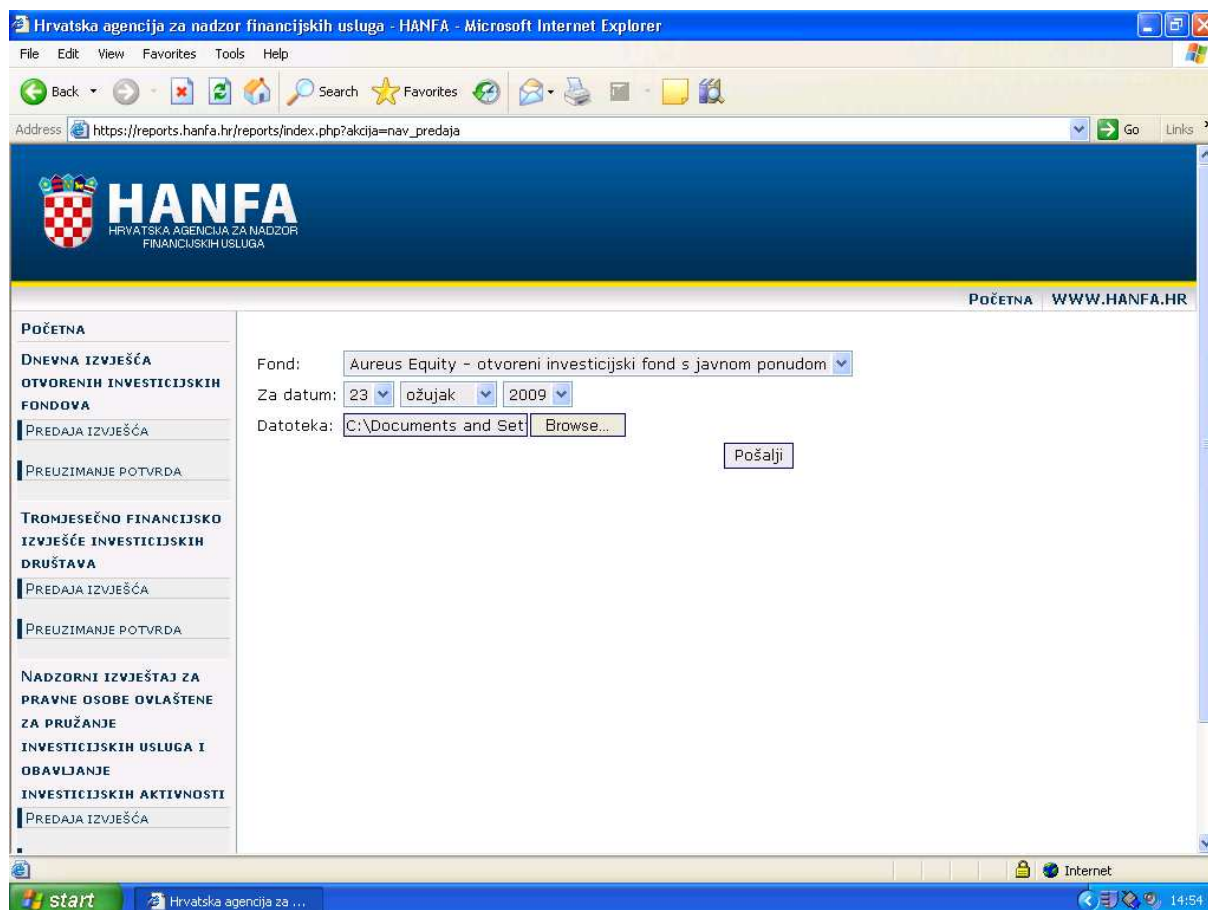 Hrvatska agencija za nadzor financijskih usluga - HANFA - Microsoft Internet Explorer
File Edit View Favorites Tools Help
Back Search Favorites
Address https://reports.hanfa.hr/reports/index.php?akcija=nav_predaja Go Links
HANFA
HRVATSKA AGENCIJA ZA NADZOR
FINANCIJSKIH USLUGA
POČETNA WWW.HANFA.HR
POČETNA
DNEVNA IZVJEŠĆA
OTVORENIH INVESTICIJSKIH
FONDOVA
PREDAJA IZVJEŠĆA
PREUZIMANJE POTVRDA
TROMJESEČNO FINANCIJSKO
IZVJEŠĆE INVESTICIJSKIH
DRUŠTAVA
PREDAJA IZVJEŠĆA
PREUZIMANJE POTVRDA
NADZORNI IZVJEŠTAJ ZA
PRAVNE OSOBE OVLAŠTENE
ZA PRUŽANJE
INVESTICIJSKIH USLUGA I
OBAVLJANJE
INVESTICIJSKIH AKTIVNOSTI
PREDAJA IZVJEŠĆA
Fond: Aureus Equity - otvoreni investicijski fond s javnom ponudom
Za datum: 23 ožujak 2009
Datoteka: C:\Documents and Set Browse...
Pošalji
Internet
start Hrvatska agencija za ... 14:54